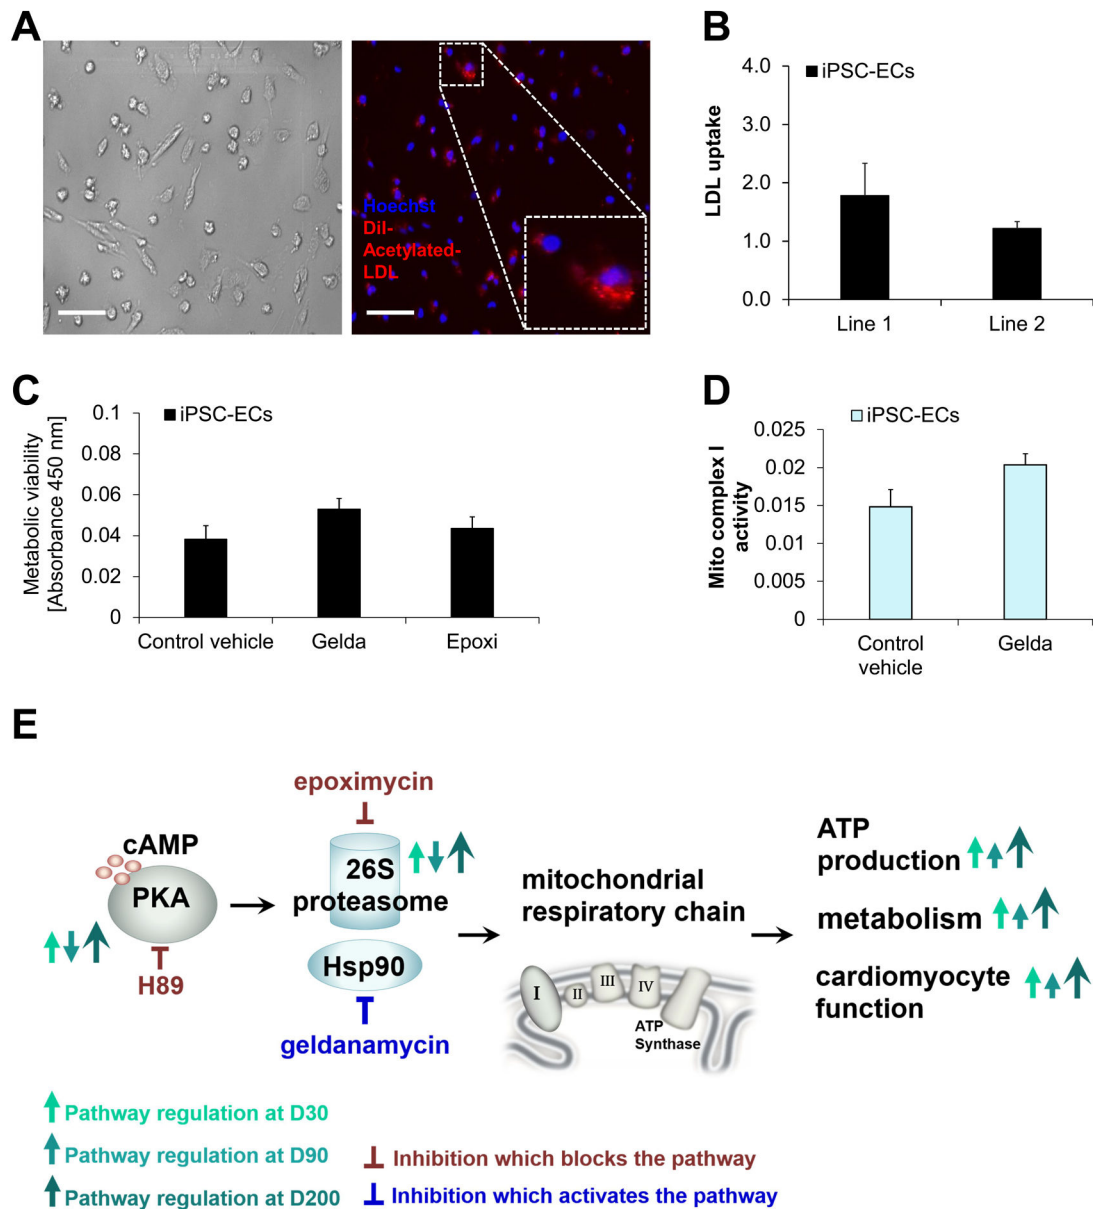 A
Hoechst
Dil-
Acetylated-
LDL
B
LDL uptake
4.0
3.0
2.0
1.0
0.0
iPSC-ECs
Line 1
Line 2
C
Metabolic viability
[Absorbance 450 nm]
0.1
0.08
0.06
0.04
0.02
0
iPSC-ECs
Control vehicle
Gelda
Epoxi
D
Mito complex I
activity
0.025
0.02
0.015
0.01
0.005
0
iPSC-ECs
Control
vehicle
Gelda
E
cAMP
PKA
H89
epoximycin
26S
proteasome
Hsp90
geldanamycin
mitochondrial
respiratory chain
I
II
III
IV
ATP
Synthase
ATP
production
metabolism
cardiomyocyte
function
Pathway regulation at D30
Pathway regulation at D90
Pathway regulation at D200
Inhibition which blocks the pathway
Inhibition which activates the pathway